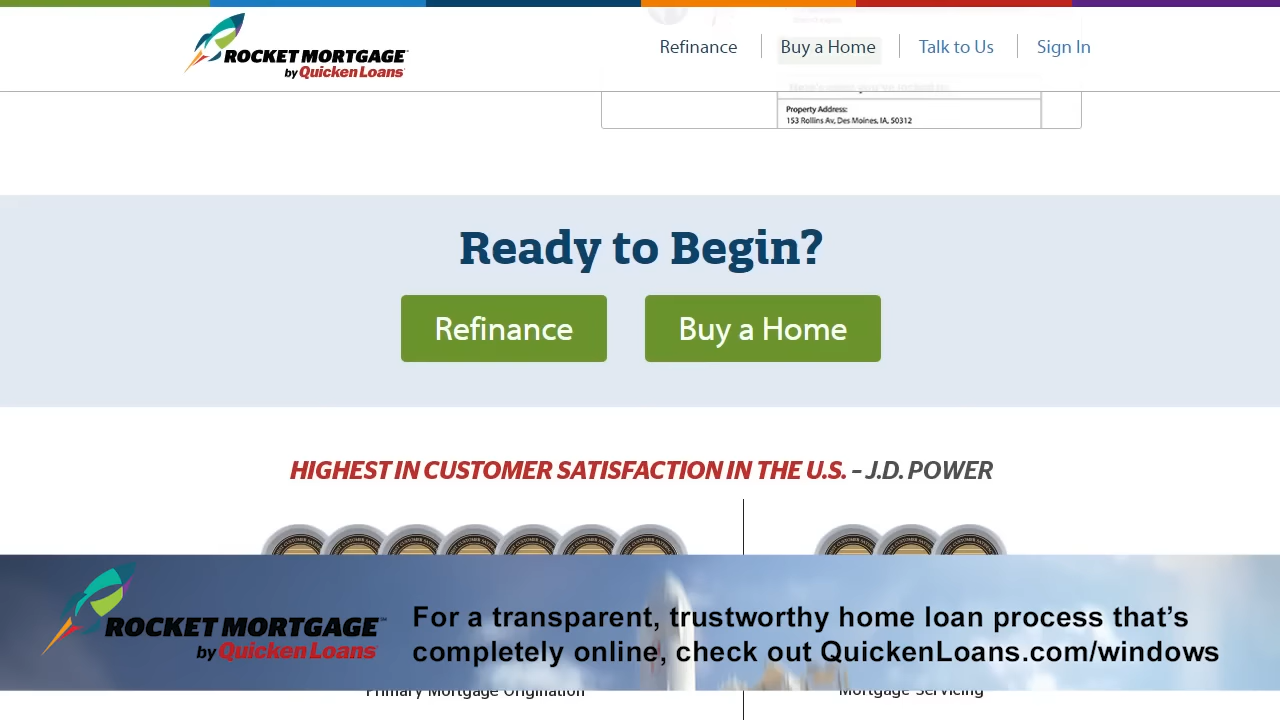 ROCKET MORTGAGE
by Quicken Loans
Refinance
Buy a Home
Talk to Us
Sign In
Property Address:
153 Rollins Av, Des Moines, IA, 50312
Ready to Begin?
Refinance
Buy a Home
HIGHEST IN CUSTOMER SATISFACTION IN THE U.S. – J.D. POWER
ROCKET MORTGAGE™
by Quicken Loans
For a transparent, trustworthy home loan process that’s
completely online, check out QuickenLoans.com/windows
Primary Mortgage Origination
Mortgage Servicing